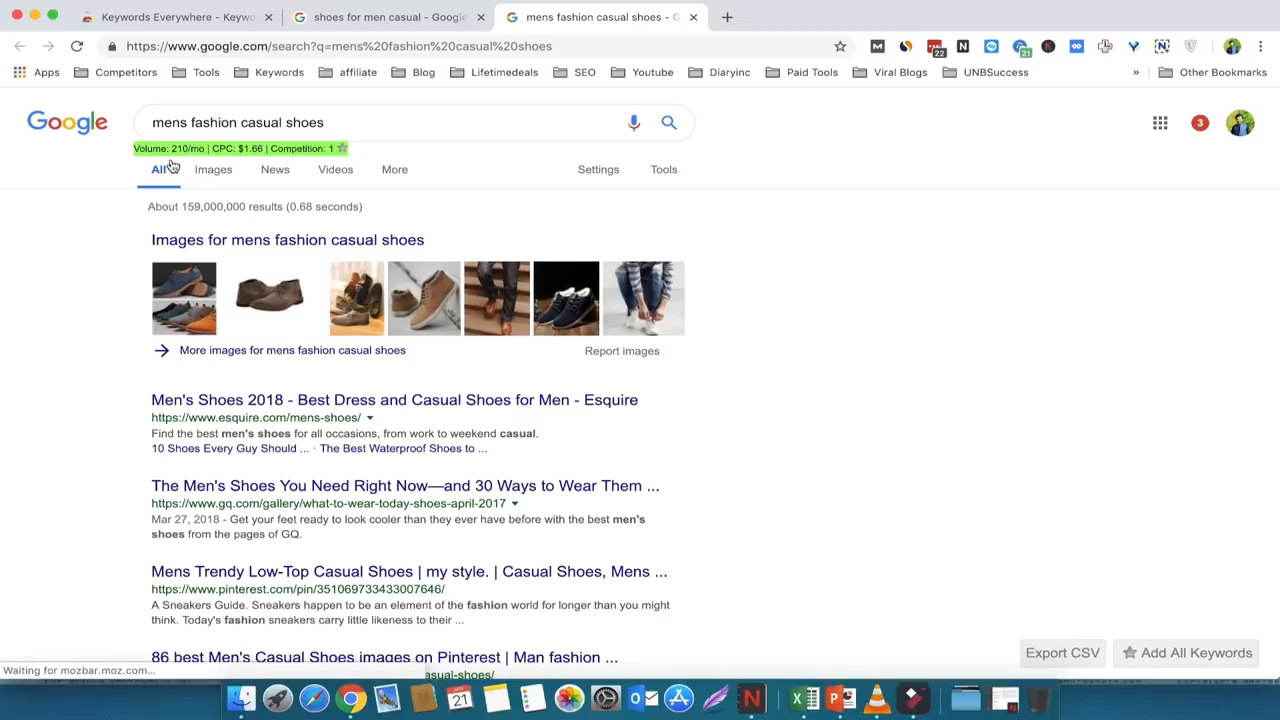 Keywords Everywhere - Keywo
shoes for men casual - Google
mens fashion casual shoes - G
https://www.google.com/search?q=mens%20fashion%20casual%20shoes
22
21
Apps
Competitors
Tools
Keywords
affiliate
Blog
Lifetimedeals
SEO
Youtube
Diaryinc
Paid Tools
Viral Blogs
UNBSuccess
»
Other Bookmarks
Google
mens fashion casual shoes
3
Volume: 210/mo | CPC: $1.66 | Competition: 1
All
Images
News
Videos
More
Settings
Tools
About 159,000,000 results (0.68 seconds)
Images for mens fashion casual shoes
More images for mens fashion casual shoes
Report images
Men's Shoes 2018 - Best Dress and Casual Shoes for Men - Esquire
https://www.esquire.com/mens-shoes/
Find the best men's shoes for all occasions, from work to weekend casual.
10 Shoes Every Guy Should ... · The Best Waterproof Shoes to ...
The Men's Shoes You Need Right Now—and 30 Ways to Wear Them ...
https://www.gq.com/gallery/what-to-wear-today-shoes-april-2017
Mar 27, 2018 - Get your feet ready to look cooler than they ever have before with the best men's
shoes from the pages of GQ.
Mens Trendy Low-Top Casual Shoes | my style. | Casual Shoes, Mens ...
https://www.pinterest.com/pin/351069733433007646/
A Sneakers Guide. Sneakers happen to be an element of the fashion world for longer than you might
think. Today's fashion sneakers carry little likeness to their ...
86 best Men's Casual Shoes images on Pinterest | Man fashion ...
asual-shoes/
Export CSV
Add All Keywords
Waiting for mozbar.moz.com...
JAN
21